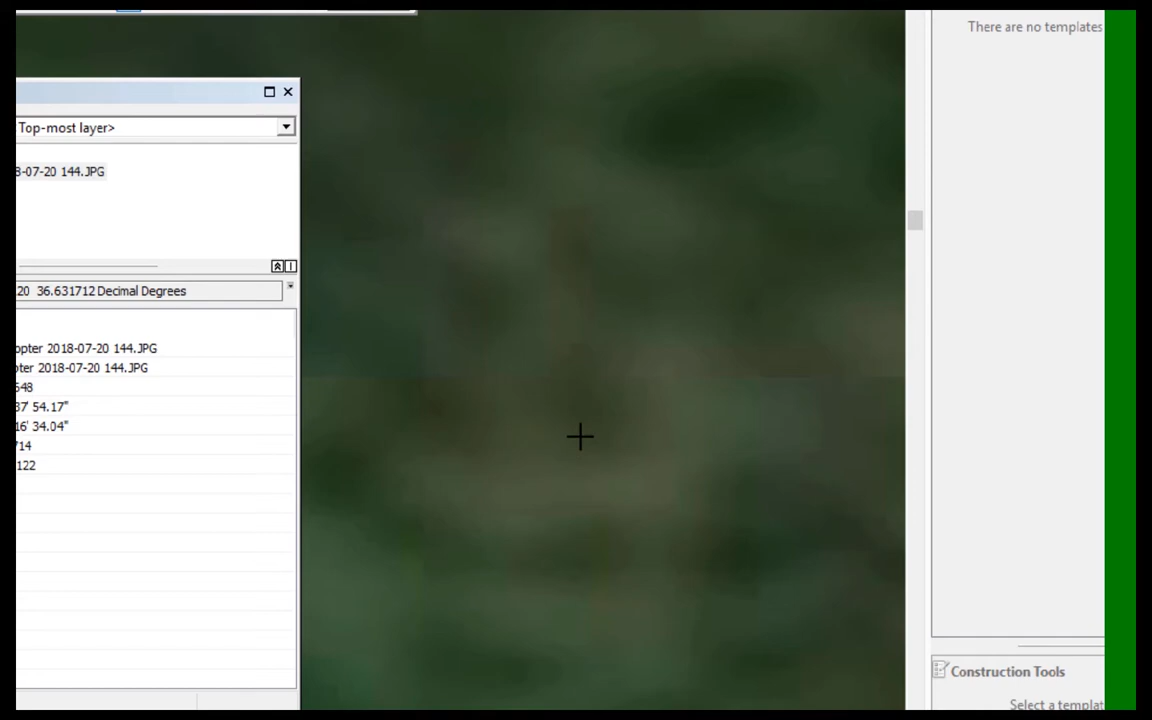 There are no templates
Top-most layer>
8-07-20 144.JPG
20 36.631712 Decimal Degrees
opter 2018-07-20 144.JPG
pter 2018-07-20 144.JPG
548
37' 54.17"
16' 34.04"
714
122
Construction Tools
Select a templat